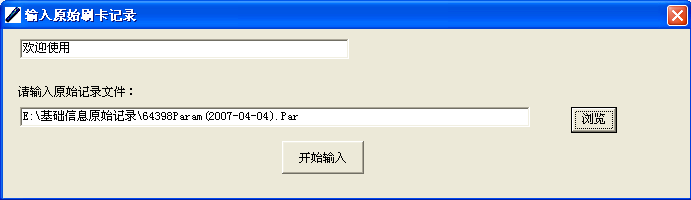 输入原始刷卡记录
欢迎使用
请输入原始记录文件：
E:\基础信息原始记录\64398Param(2007-04-04).Par
浏览
开始输入